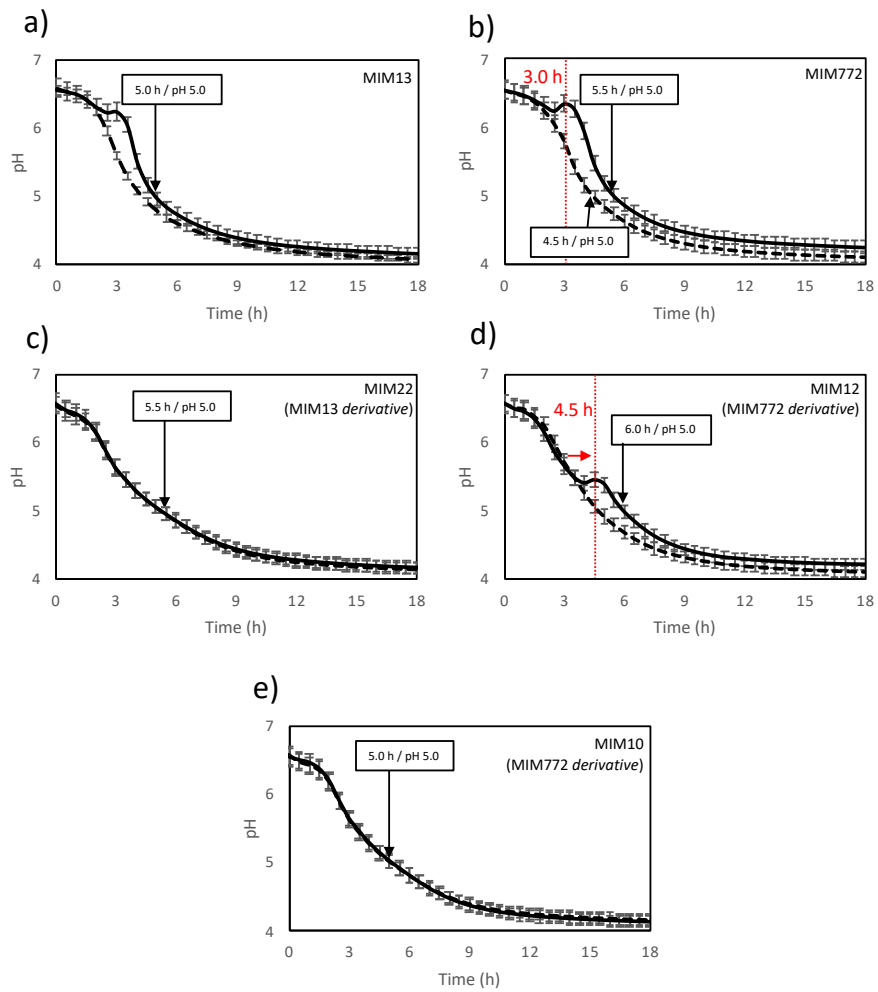 a)
MIM13
5.0 h / pH 5.0
pH
7
6
5
4
0 3 6 9 12 15 18
Time (h)
b)
MIM772
3.0 h
5.5 h / pH 5.0
4.5 h / pH 5.0
pH
7
6
5
4
0 3 6 9 12 15 18
Time (h)
c)
MIM22
(MIM13 derivative)
5.5 h / pH 5.0
pH
7
6
5
4
0 3 6 9 12 15 18
Time (h)
d)
MIM12
(MIM772 derivative)
4.5 h
6.0 h / pH 5.0
pH
7
6
5
4
0 3 6 9 12 15 18
Time (h)
e)
MIM10
(MIM772 derivative)
5.0 h / pH 5.0
pH
7
6
5
4
0 3 6 9 12 15 18
Time (h)